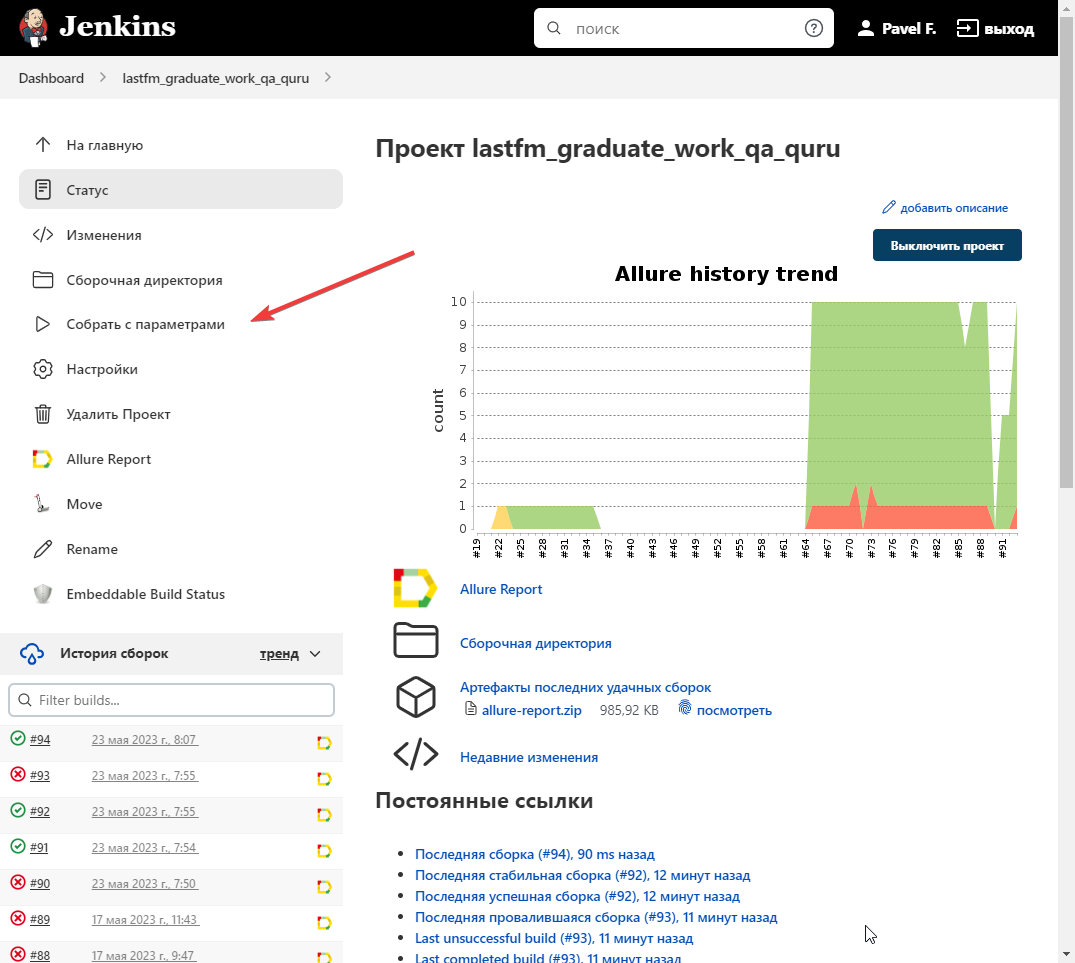 Jenkins
поиск
Pavel F.
выход
Dashboard
lastfm_graduate_work_qa_quru
На главную
Статус
Изменения
Сборочная директория
Собрать с параметрами
Настройки
Удалить Проект
Allure Report
Move
Rename
Embeddable Build Status
История сборок
тренд
Filter builds...
#94 23 мая 2023 г., 8:07
#93 23 мая 2023 г., 7:55
#92 23 мая 2023 г., 7:55
#91 23 мая 2023 г., 7:54
#90 23 мая 2023 г., 7:50
#89 17 мая 2023 г., 11:43
#88 17 мая 2023 г., 9:47
Проект lastfm_graduate_work_qa_quru
добавить описание
Выключить проект
Allure history trend
count
10
9
8
7
6
5
4
3
2
1
0
#19 #22 #25 #28 #31 #34 #37 #40 #43 #46 #49 #52 #55 #58 #61 #64 #67 #70 #73 #76 #79 #82 #85 #88 #91
Allure Report
Сборочная директория
Артефакты последних удачных сборок
allure-report.zip 985,92 KB посмотреть
Недавние изменения
Постоянные ссылки
Последняя сборка (#94), 90 ms назад
Последняя стабильная сборка (#92), 12 минут назад
Последняя успешная сборка (#92), 12 минут назад
Последняя провалившаяся сборка (#93), 11 минут назад
Last unsuccessful build (#93), 11 минут назад
Last completed build (#93), 11 минут назад